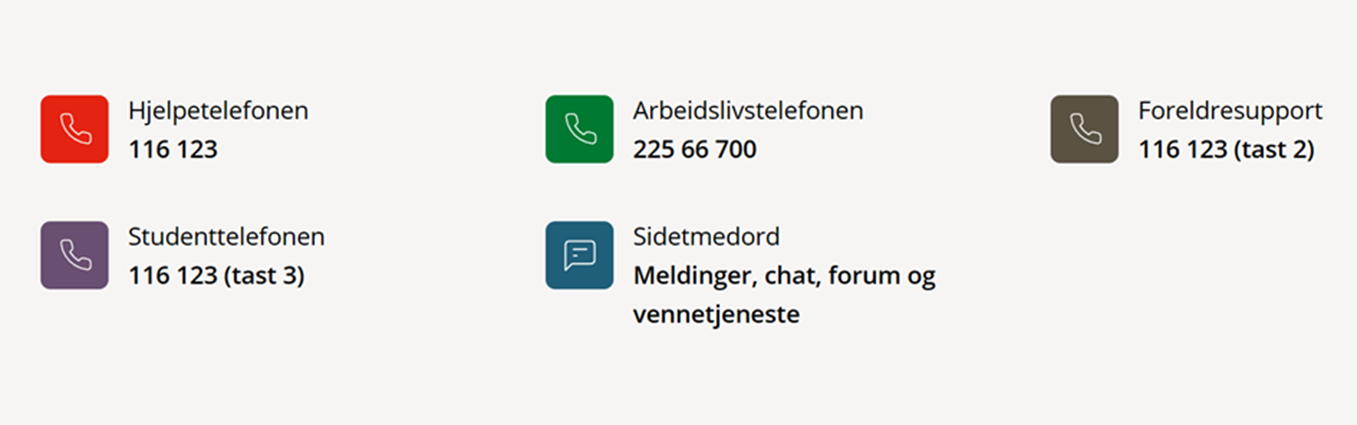 Hjelpetelefonen
116 123
Arbeidslivstelefonen
225 66 700
Foreldresupport
116 123 (tast 2)
Studenttelefonen
116 123 (tast 3)
Sidetmedord
Meldinger, chat, forum og
vennetjeneste